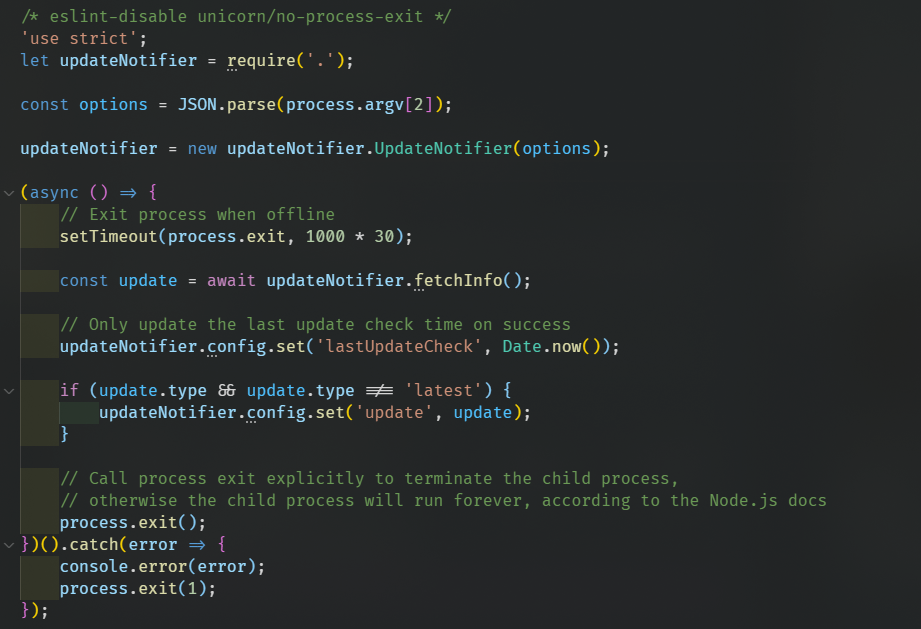 /* eslint-disable unicorn/no-process-exit */
'use strict';
let updateNotifier = require('.');
const options = JSON.parse(process.argv[2]);
updateNotifier = new updateNotifier.UpdateNotifier(options);
(async () => {
// Exit process when offline
setTimeout(process.exit, 1000 * 30);
const update = await updateNotifier.fetchInfo();
// Only update the last update check time on success
updateNotifier.config.set('lastUpdateCheck', Date.now());
if (update.type && update.type !== 'latest') {
updateNotifier.config.set('update', update);
}
// Call process exit explicitly to terminate the child process,
// otherwise the child process will run forever, according to the Node.js docs
process.exit();
})().catch(error => {
console.error(error);
process.exit(1);
});